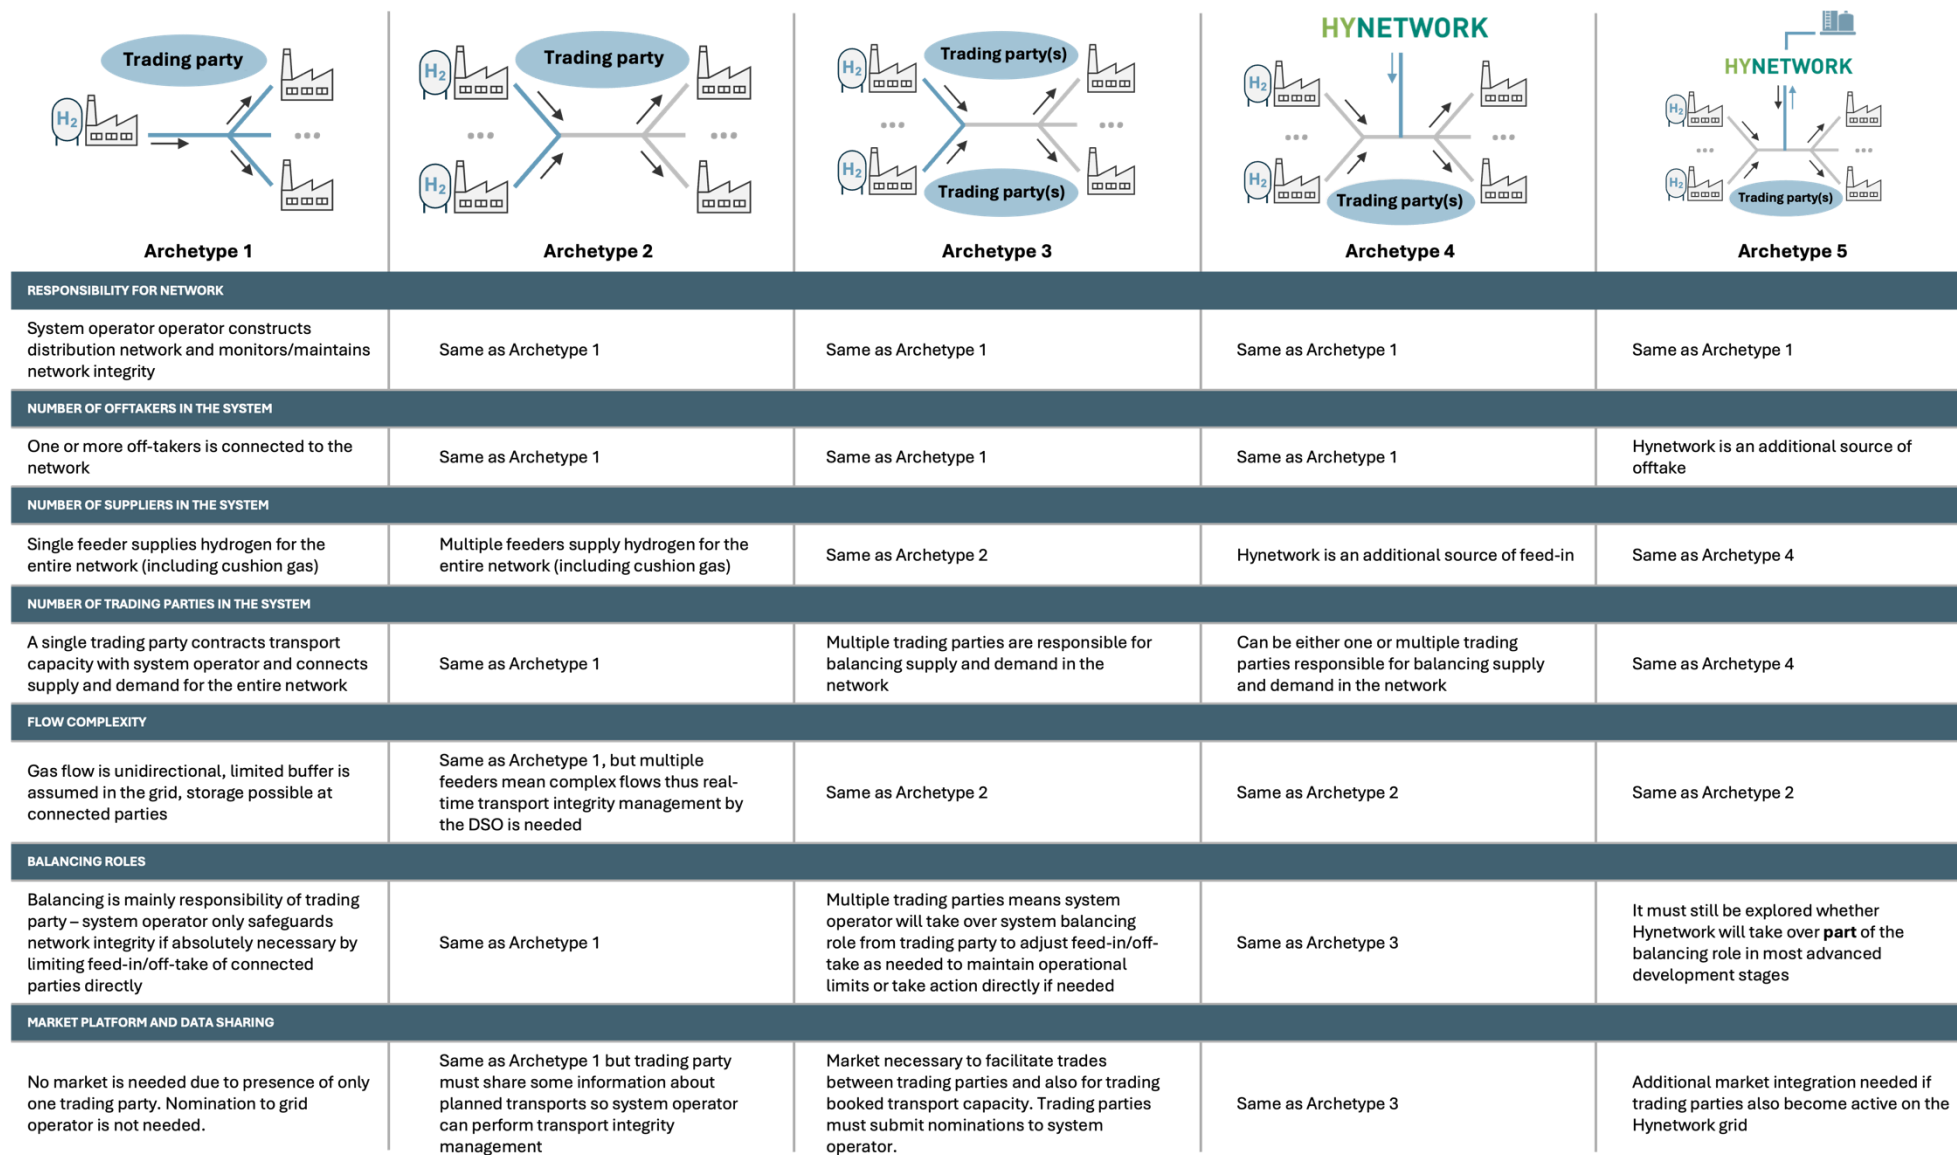 Trading party
H₂
Archetype 1
Trading party
H₂
H₂
Archetype 2
Trading party(s)
H₂
H₂
Trading party(s)
Archetype 3
HYNETWORK
H₂
H₂
Trading party(s)
Archetype 4
HYNETWORK
H₂
H₂
Trading party(s)
Archetype 5
RESPONSIBILITY FOR NETWORK
System operator operator constructs
distribution network and monitors/maintains
network integrity
Same as Archetype 1
Same as Archetype 1
Same as Archetype 1
Same as Archetype 1
NUMBER OF OFFTAKERS IN THE SYSTEM
One or more off-takers is connected to the
network
Same as Archetype 1
Same as Archetype 1
Same as Archetype 1
Hynetwork is an additional source of
offtake
NUMBER OF SUPPLIERS IN THE SYSTEM
Single feeder supplies hydrogen for the
entire network (including cushion gas)
Multiple feeders supply hydrogen for the
entire network (including cushion gas)
Same as Archetype 2
Hynetwork is an additional source of feed-in
Same as Archetype 4
NUMBER OF TRADING PARTIES IN THE SYSTEM
A single trading party contracts transport
capacity with system operator and connects
supply and demand for the entire network
Same as Archetype 1
Multiple trading parties are responsible for
balancing supply and demand in the
network
Can be either one or multiple trading
parties responsible for balancing supply
and demand in the network
Same as Archetype 4
FLOW COMPLEXITY
Gas flow is unidirectional, limited buffer is
assumed in the grid, storage possible at
connected parties
Same as Archetype 1, but multiple
feeders mean complex flows thus real-
time transport integrity management by
the DSO is needed
Same as Archetype 2
Same as Archetype 2
Same as Archetype 2
BALANCING ROLES
Balancing is mainly responsibility of trading
party – system operator only safeguards
network integrity if absolutely necessary by
limiting feed-in/off-take of connected
parties directly
Same as Archetype 1
Multiple trading parties means system
operator will take over system balancing
role from trading party to adjust feed-in/off-
take as needed to maintain operational
limits or take action directly if needed
Same as Archetype 3
It must still be explored whether
Hynetwork will take over part of the
balancing role in most advanced
development stages
MARKET PLATFORM AND DATA SHARING
No market is needed due to presence of only
one trading party. Nomination to grid
operator is not needed.
Same as Archetype 1 but trading party
must share some information about
planned transports so system operator
can perform transport integrity
management
Market necessary to facilitate trades
between trading parties and also for trading
booked transport capacity. Trading parties
must submit nominations to system
operator.
Same as Archetype 3
Additional market integration needed if
trading parties also become active on the
Hynetwork grid